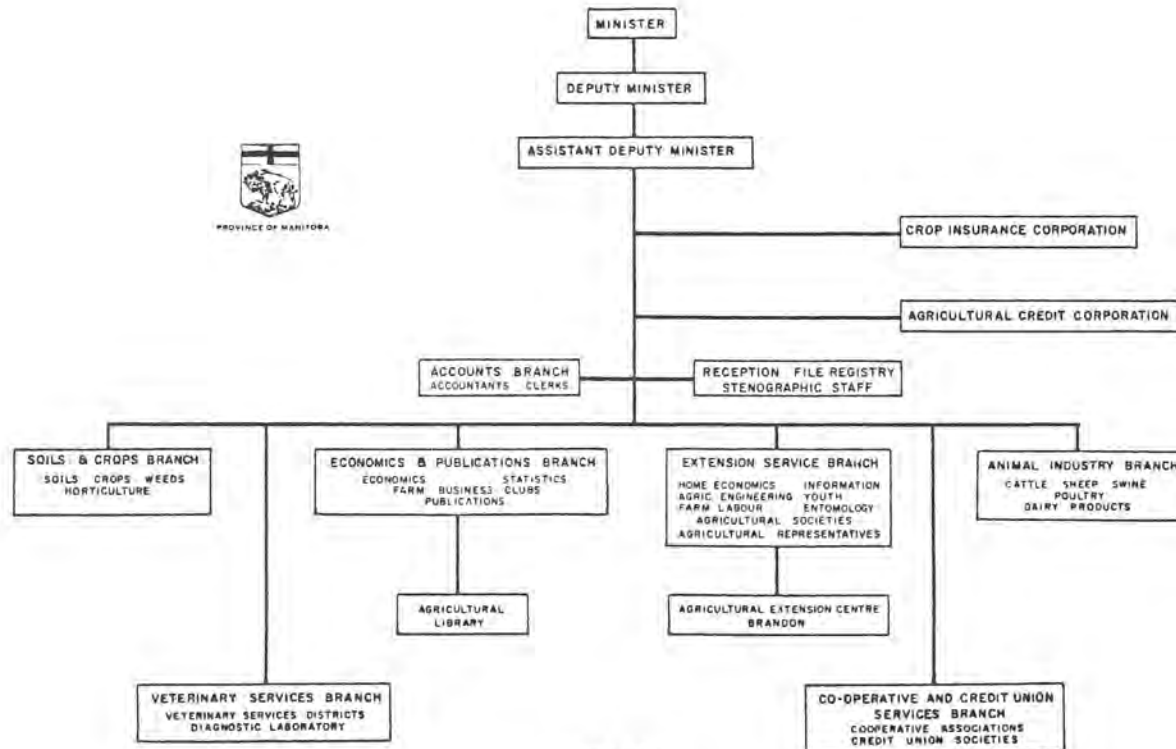 MINISTER
DEPUTY MINISTER
ASSISTANT DEPUTY MINISTER
PROVINCE OF MANITOBA
CROP INSURANCE CORPORATION
AGRICULTURAL CREDIT CORPORATION
ACCOUNTS BRANCH
ACCOUNTANTS CLERKS
RECEPTION FILE REGISTRY
STENOGRAPHIC STAFF
SOILS & CROPS BRANCH
SOILS CROPS WEEDS
HORTICULTURE
ECONOMICS & PUBLICATIONS BRANCH
ECONOMICS STATISTICS
FARM BUSINESS CLUBS
PUBLICATIONS
EXTENSION SERVICE BRANCH
HOME ECONOMICS INFORMATION
AGRIC ENGINEERING YOUTH
FARM LABOUR ENTOMOLOGY
AGRICULTURAL SOCIETIES
AGRICULTURAL REPRESENTATIVES
ANIMAL INDUSTRY BRANCH
CATTLE SHEEP SWINE
POULTRY
DAIRY PRODUCTS
AGRICULTURAL
LIBRARY
AGRICULTURAL EXTENSION CENTRE
BRANDON
VETERINARY SERVICES BRANCH
VETERINARY SERVICES DISTRICTS
DIAGNOSTIC LABORATORY
CO-OPERATIVE AND CREDIT UNION
SERVICES BRANCH
COOPERATIVE ASSOCIATIONS
CREDIT UNION SOCIETIES